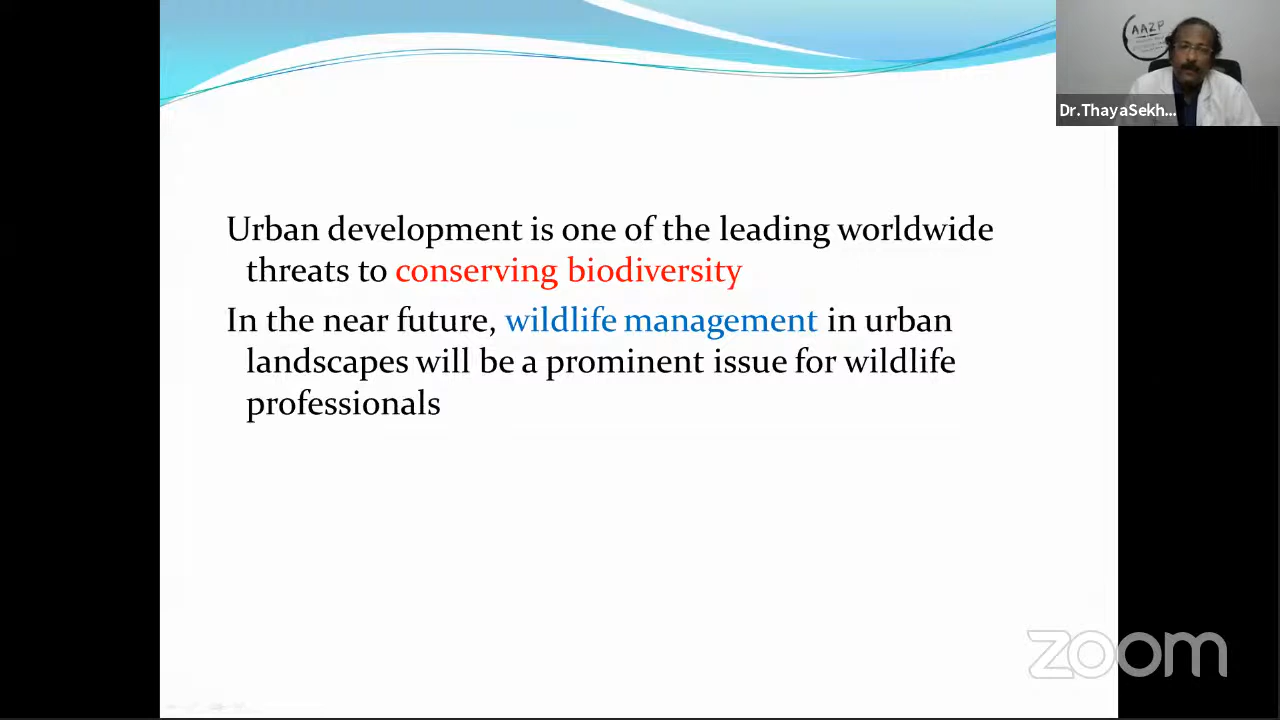 AAZP
Dr.ThayaSekh...
Urban development is one of the leading worldwide
threats to conserving biodiversity
In the near future, wildlife management in urban
landscapes will be a prominent issue for wildlife
professionals
zoom